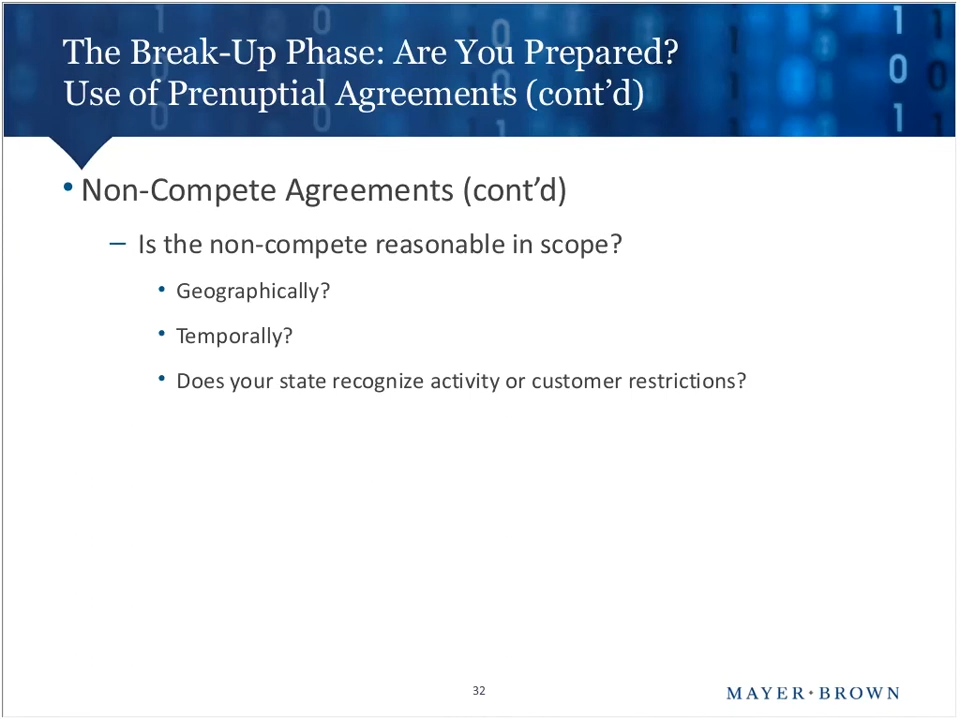 The Break-Up Phase: Are You Prepared?
Use of Prenuptial Agreements (cont’d)
• Non-Compete Agreements (cont’d)
– Is the non-compete reasonable in scope?
• Geographically?
• Temporally?
• Does your state recognize activity or customer restrictions?
32
MAYER • BROWN